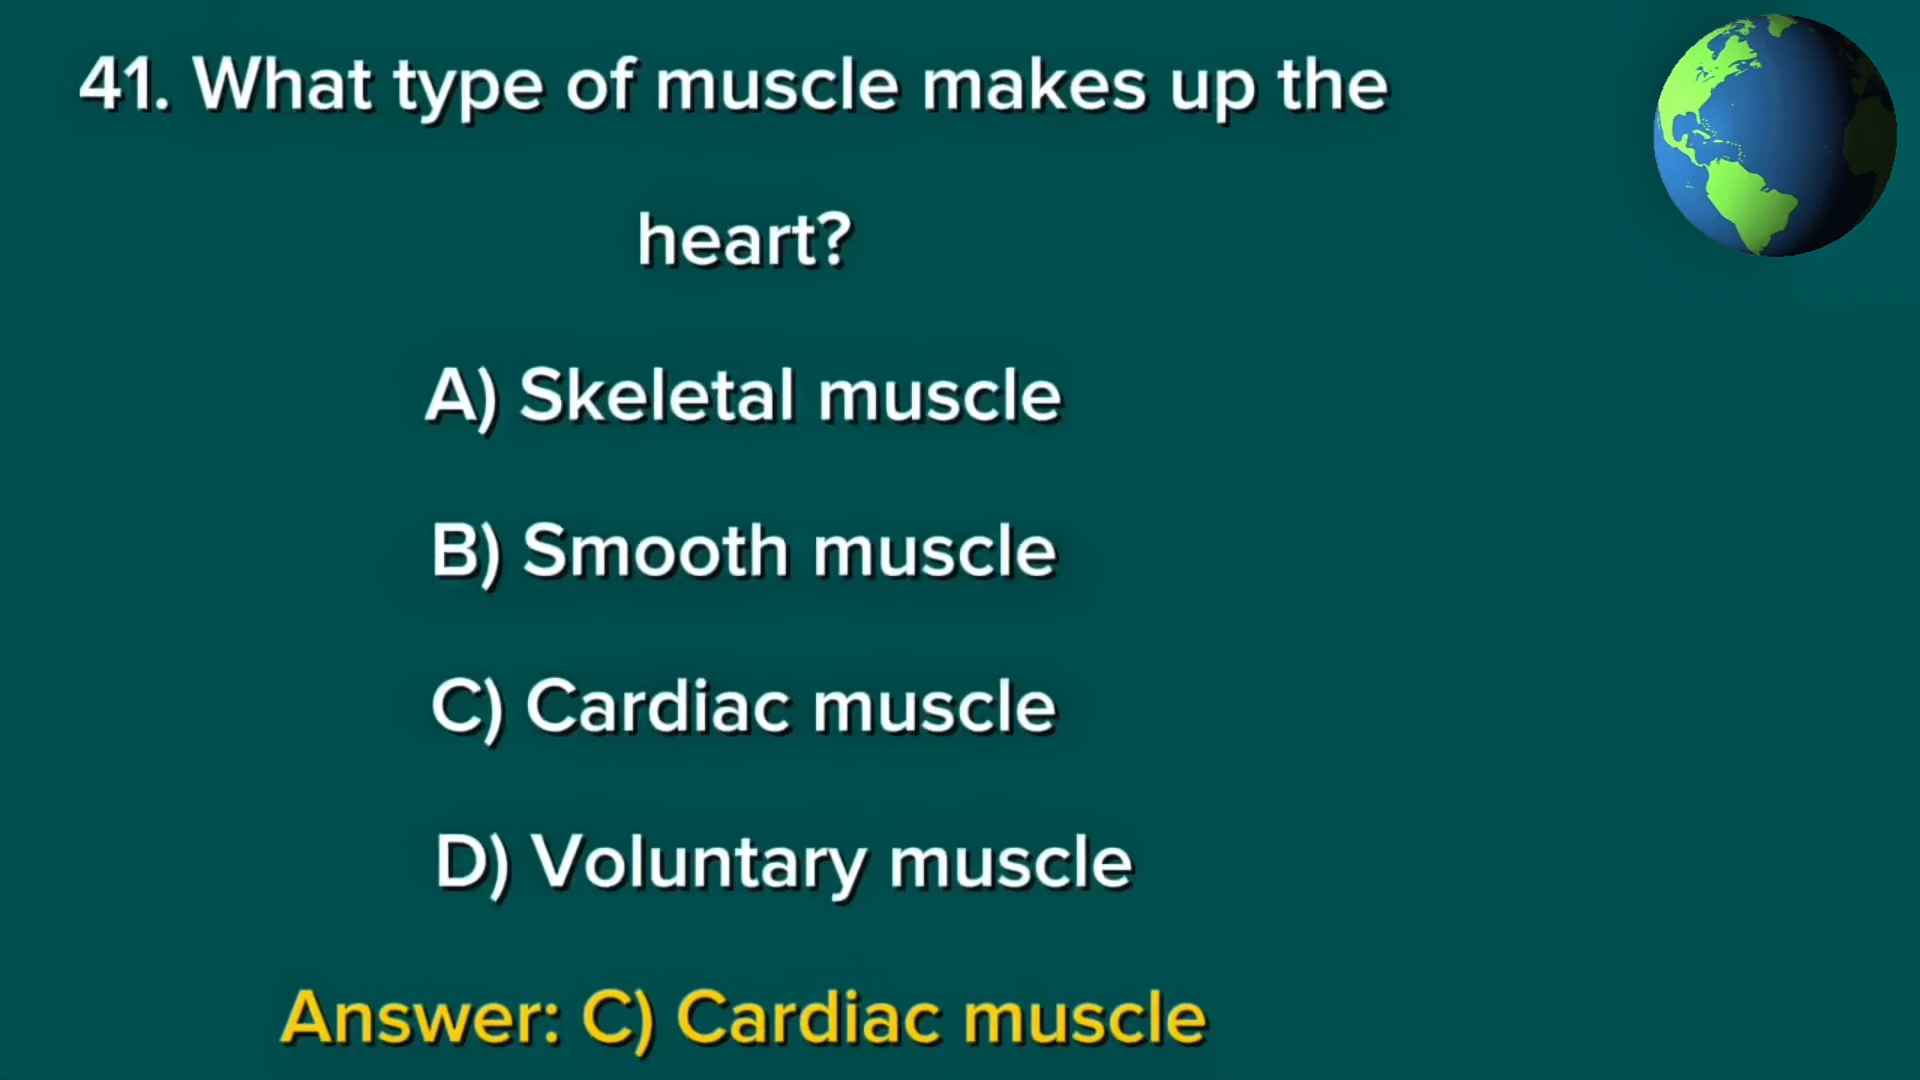 41. What type of muscle makes up the
heart?
A) Skeletal muscle
B) Smooth muscle
C) Cardiac muscle
D) Voluntary muscle
Answer: C) Cardiac muscle